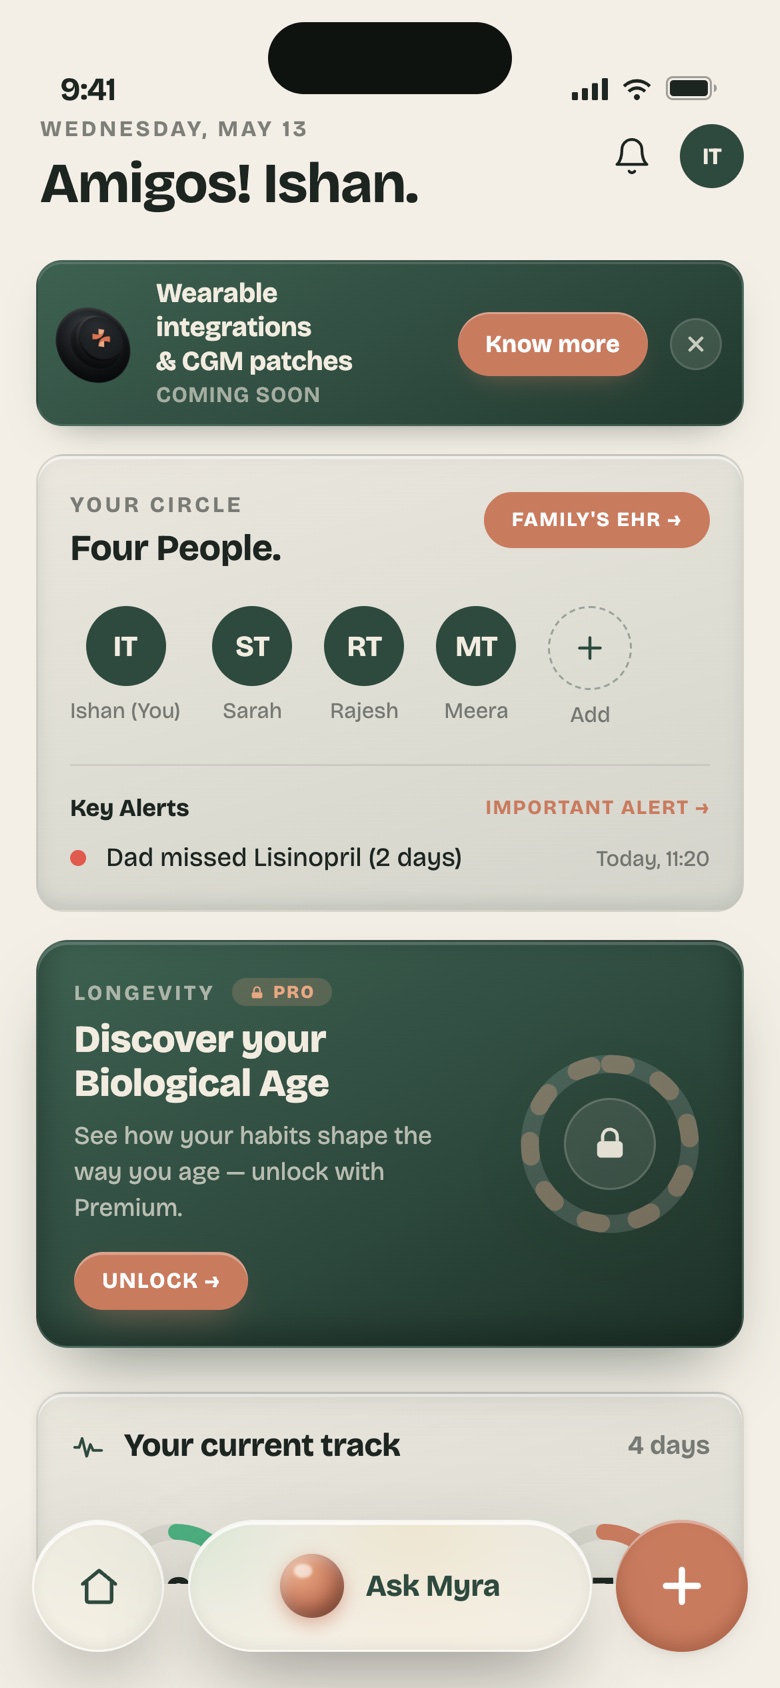 9:41
WEDNESDAY, MAY 13
Amigos! Ishan.
IT
Wearable
integrations
& CGM patches
COMING SOON
Know more
YOUR CIRCLE
Four People.
FAMILY'S EHR →
IT
ST
RT
MT
Ishan (You)
Sarah
Rajesh
Meera
Add
Key Alerts
IMPORTANT ALERT →
Dad missed Lisinopril (2 days)
Today, 11:20
LONGEVITY
PRO
Discover your
Biological Age
See how your habits shape the
way you age — unlock with
Premium.
UNLOCK →
Your current track
4 days
Ask Myra